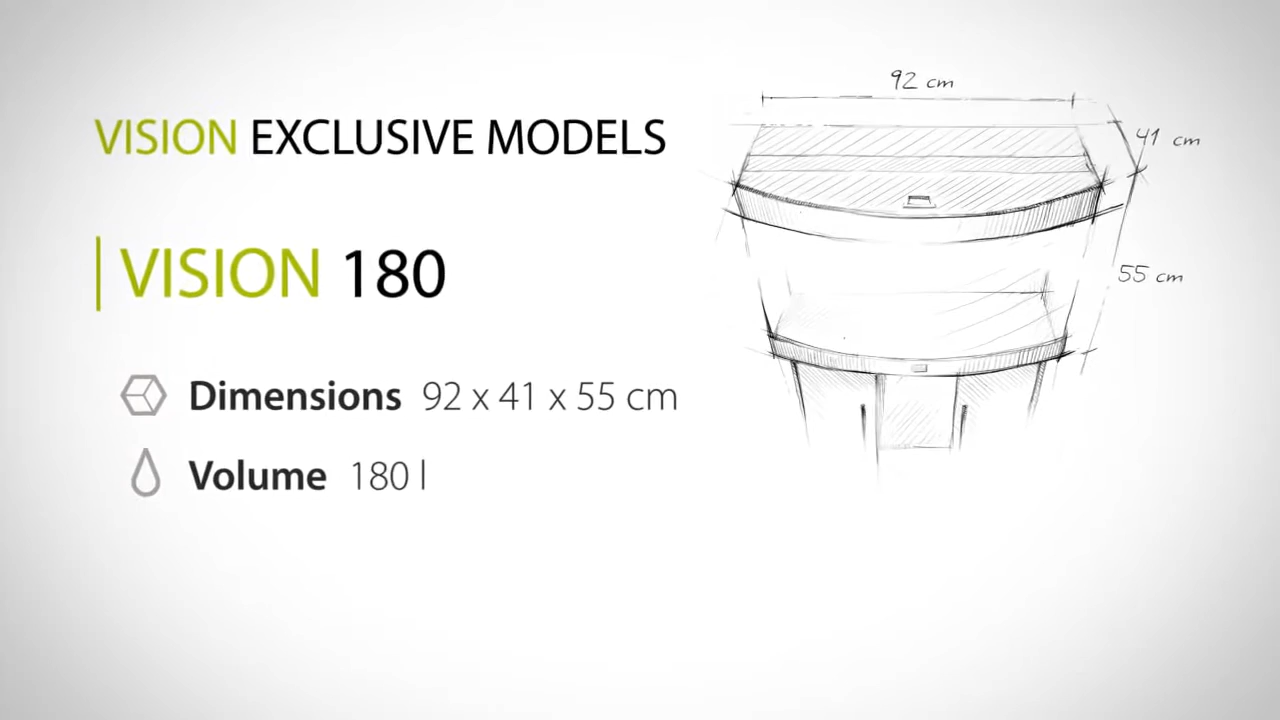 92 cm
VISION EXCLUSIVE MODELS
41 cm
VISION 180
55 cm
Dimensions 92 x 41 x 55 cm
Volume 180 l